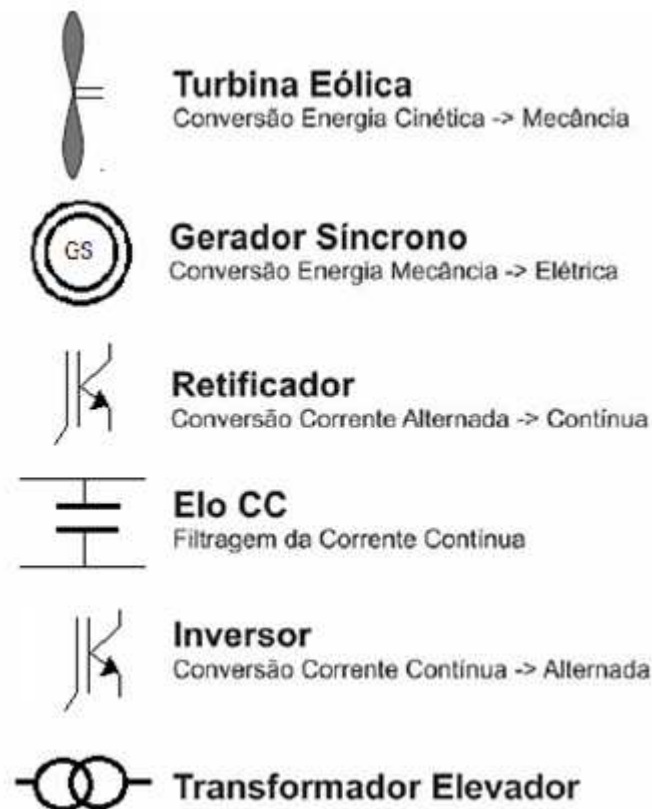 Turbina Eólica
Conversão Energia Cinética -> Mecância
GS
Gerador Síncrono
Conversão Energia Mecância -> Elétrica
Retificador
Conversão Corrente Alternada -> Contínua
Elo CC
Filtragem da Corrente Contínua
Inversor
Conversão Corrente Contínua -> Alternada
Transformador Elevador